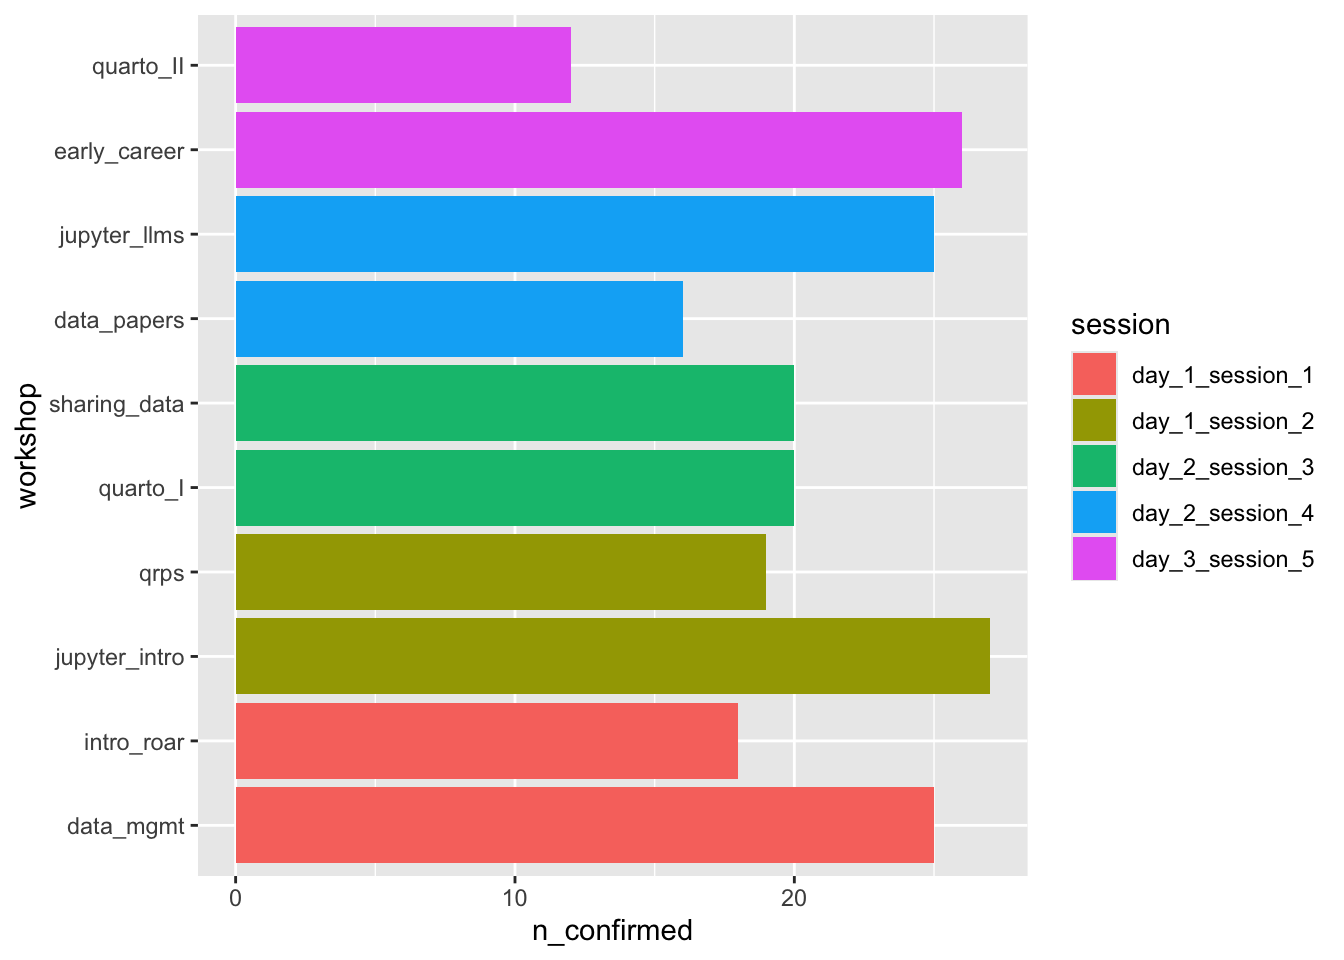 quarto_II
early_career
jupyter_llms
data_papers
sharing_data
quarto_I
qrps
jupyter_intro
intro_roar
data_mgmt
workshop
0
10
20
n_confirmed
session
day_1_session_1
day_1_session_2
day_2_session_3
day_2_session_4
day_3_session_5